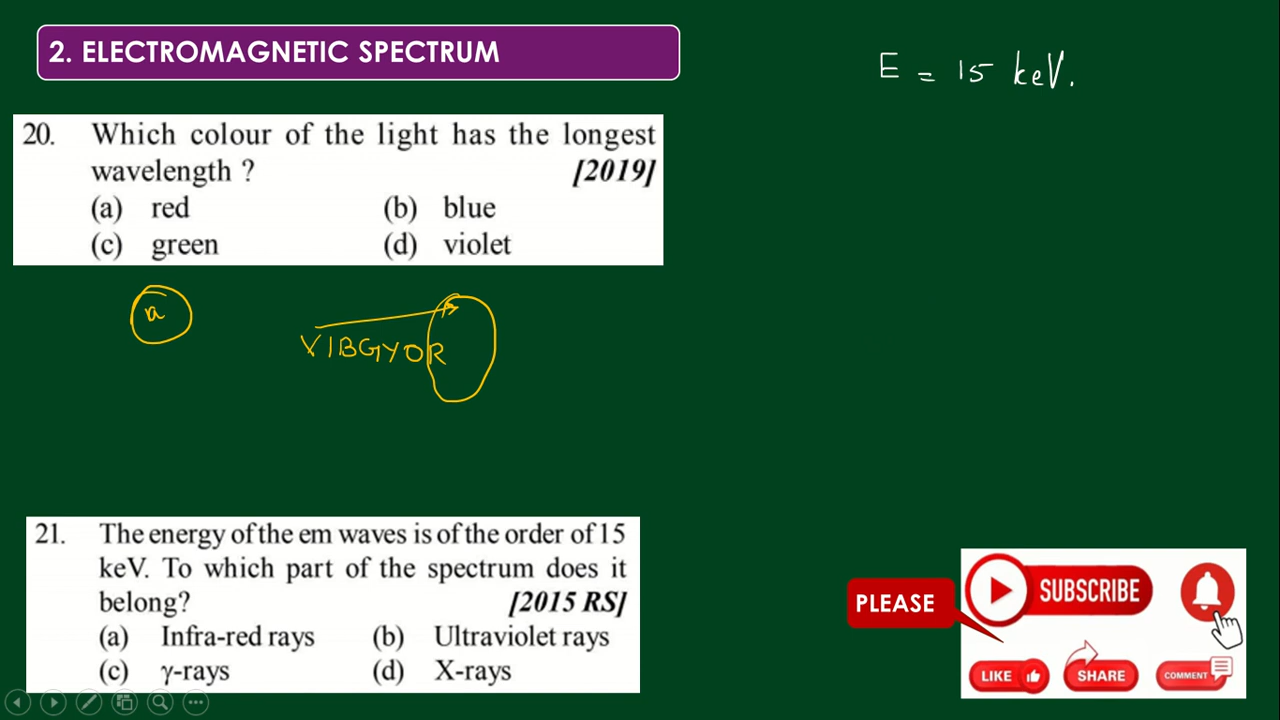 2. ELECTROMAGNETIC SPECTRUM
E = 15 keV.
20. Which colour of the light has the longest
wavelength ? [2019]
(a) red (b) blue
(c) green (d) violet
a
VIBGYOR
21. The energy of the em waves is of the order of 15
keV. To which part of the spectrum does it
belong? [2015 RS]
(a) Infra-red rays (b) Ultraviolet rays
(c) γ-rays (d) X-rays
PLEASE
SUBSCRIBE
LIKE
SHARE
COMMENT